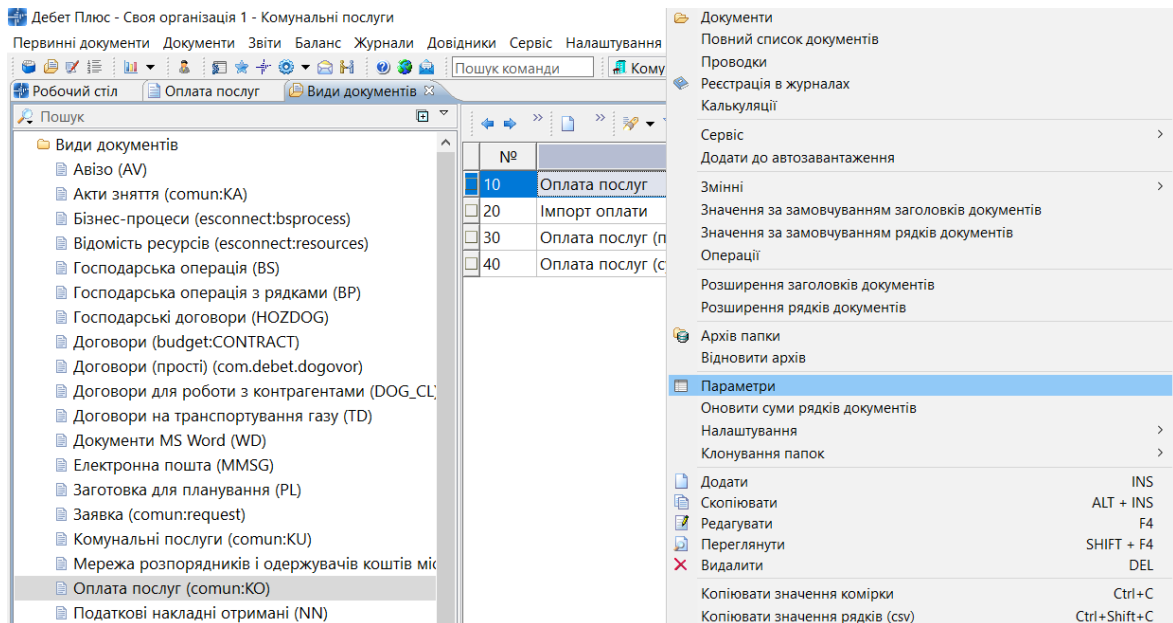 Дебет Плюс - Своя організація 1 - Комунальні послуги
Первинні документи Документи Звіти Баланс Журнали Довідники Сервіс Налаштування
Пошук команди
Кому
Робочий стіл
Оплата послуг
Види документів
Пошук
Види документів
Авізо (AV)
Акти зняття (comun:KA)
Бізнес-процеси (esconnect:bsprocess)
Відомість ресурсів (esconnect:resources)
Господарська операція (BS)
Господарська операція з рядками (BP)
Господарські договори (HOZDOG)
Договори (budget:CONTRACT)
Договори (прості) (com.debet.dogovor)
Договори для роботи з контрагентами (DOG_CL)
Договори на транспортування газу (TD)
Документи MS Word (WD)
Електронна пошта (MMSG)
Заготовка для планування (PL)
Заявка (comun:request)
Комунальні послуги (comun:KU)
Мережа розпорядників і одержувачів коштів міс
Оплата послуг (comun:KO)
Податкові накладні отримані (NN)
№
10 Оплата послуг
20 Імпорт оплати
30 Оплата послуг (п
40 Оплата послуг (с
Документи
Повний список документів
Проводки
Реєстрація в журналах
Калькуляції
Сервіс
Додати до автозавантаження
Змінні
Значення за замовчуванням заголовків документів
Значення за замовчуванням рядків документів
Операції
Розширення заголовків документів
Розширення рядків документів
Архів папки
Відновити архів
Параметри
Оновити суми рядків документів
Налаштування
Клонування папок
Додати INS
Скопіювати ALT + INS
Редагувати F4
Переглянути SHIFT + F4
Видалити DEL
Копіювати значення комірки Ctrl+C
Копіювати значення рядків (csv) Ctrl+Shift+C